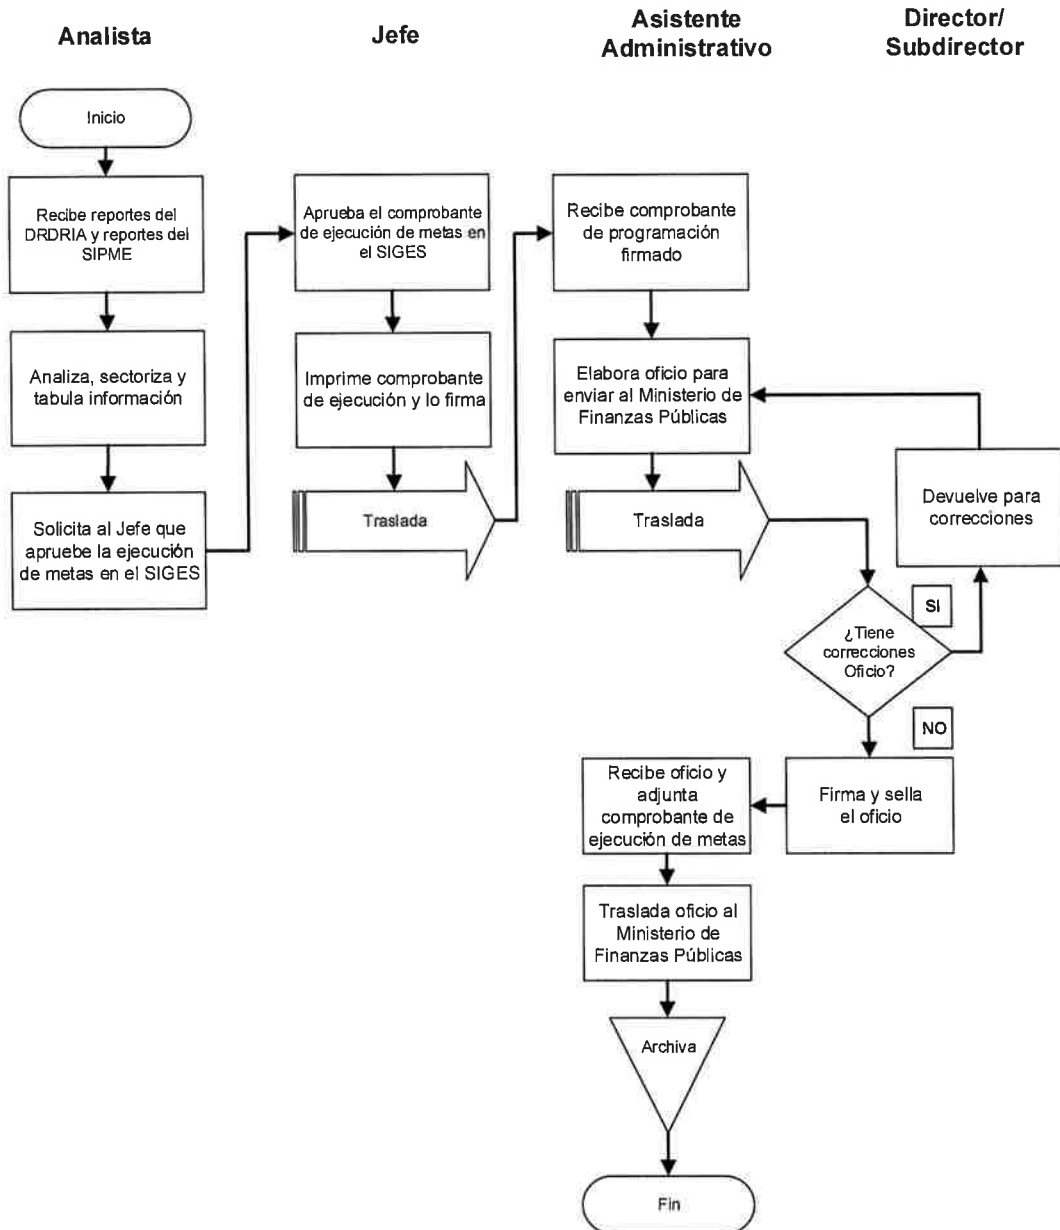 Analista
Jefe
Asistente
Administrativo
Director/
Subdirector
Inicio
Recibe reportes del
DRDRIA y reportes del
SIPME
Analiza, sectoriza y
tabula información
Solicita al Jefe que
apruebe la ejecución
de metas en el SIGES
Aprueba el comprobante
de ejecución de metas en
el SIGES
Imprime comprobante
de ejecución y lo firma
Traslada
Recibe comprobante
de programación
firmado
Elabora oficio para
enviar al Ministerio de
Finanzas Públicas
Traslada
Devuelve para
correcciones
SI
¿Tiene
correcciones
Oficio?
NO
Firma y sella
el oficio
Recibe oficio y
adjunta
comprobante de
ejecución de metas
Traslada oficio al
Ministerio de
Finanzas Públicas
Archiva
Fin